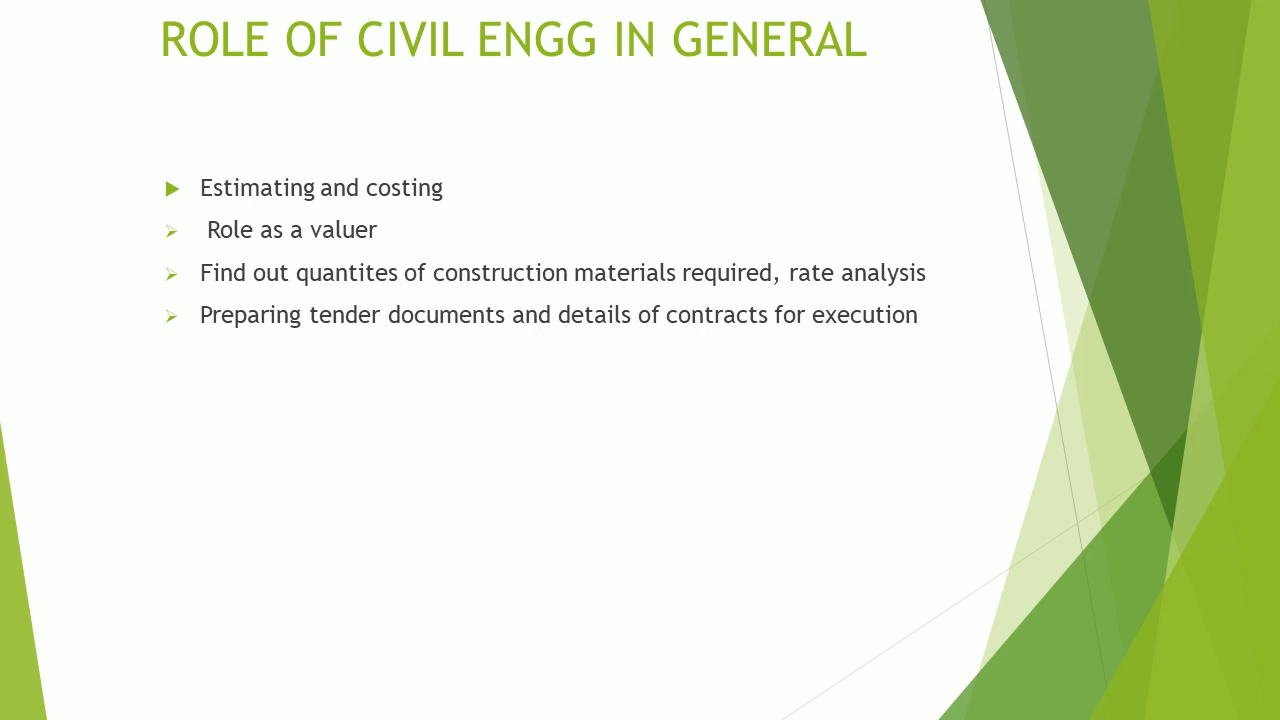 ROLE OF CIVIL ENGG IN GENERAL
Estimating and costing
Role as a valuer
Find out quantites of construction materials required, rate analysis
Preparing tender documents and details of contracts for execution